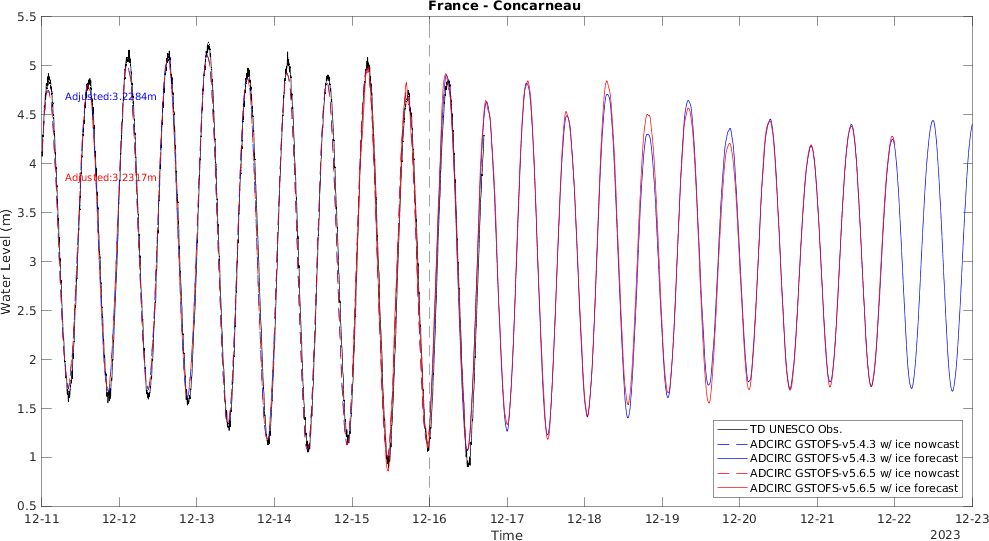 France - Concarneau
5.5
5
4.5
4
3.5
3
2.5
2
1.5
1
0.5
Water Level (m)
Adjusted:3.2284m
Adjusted:3.2317m
TD UNESCO Obs.
ADCIRC GSTOFS-v5.4.3 w/ ice nowcast
ADCIRC GSTOFS-v5.4.3 w/ ice forecast
ADCIRC GSTOFS-v5.6.5 w/ ice nowcast
ADCIRC GSTOFS-v5.6.5 w/ ice forecast
12-11 12-12 12-13 12-14 12-15 12-16 12-17 12-18 12-19 12-20 12-21 12-22 12-23
Time
2023